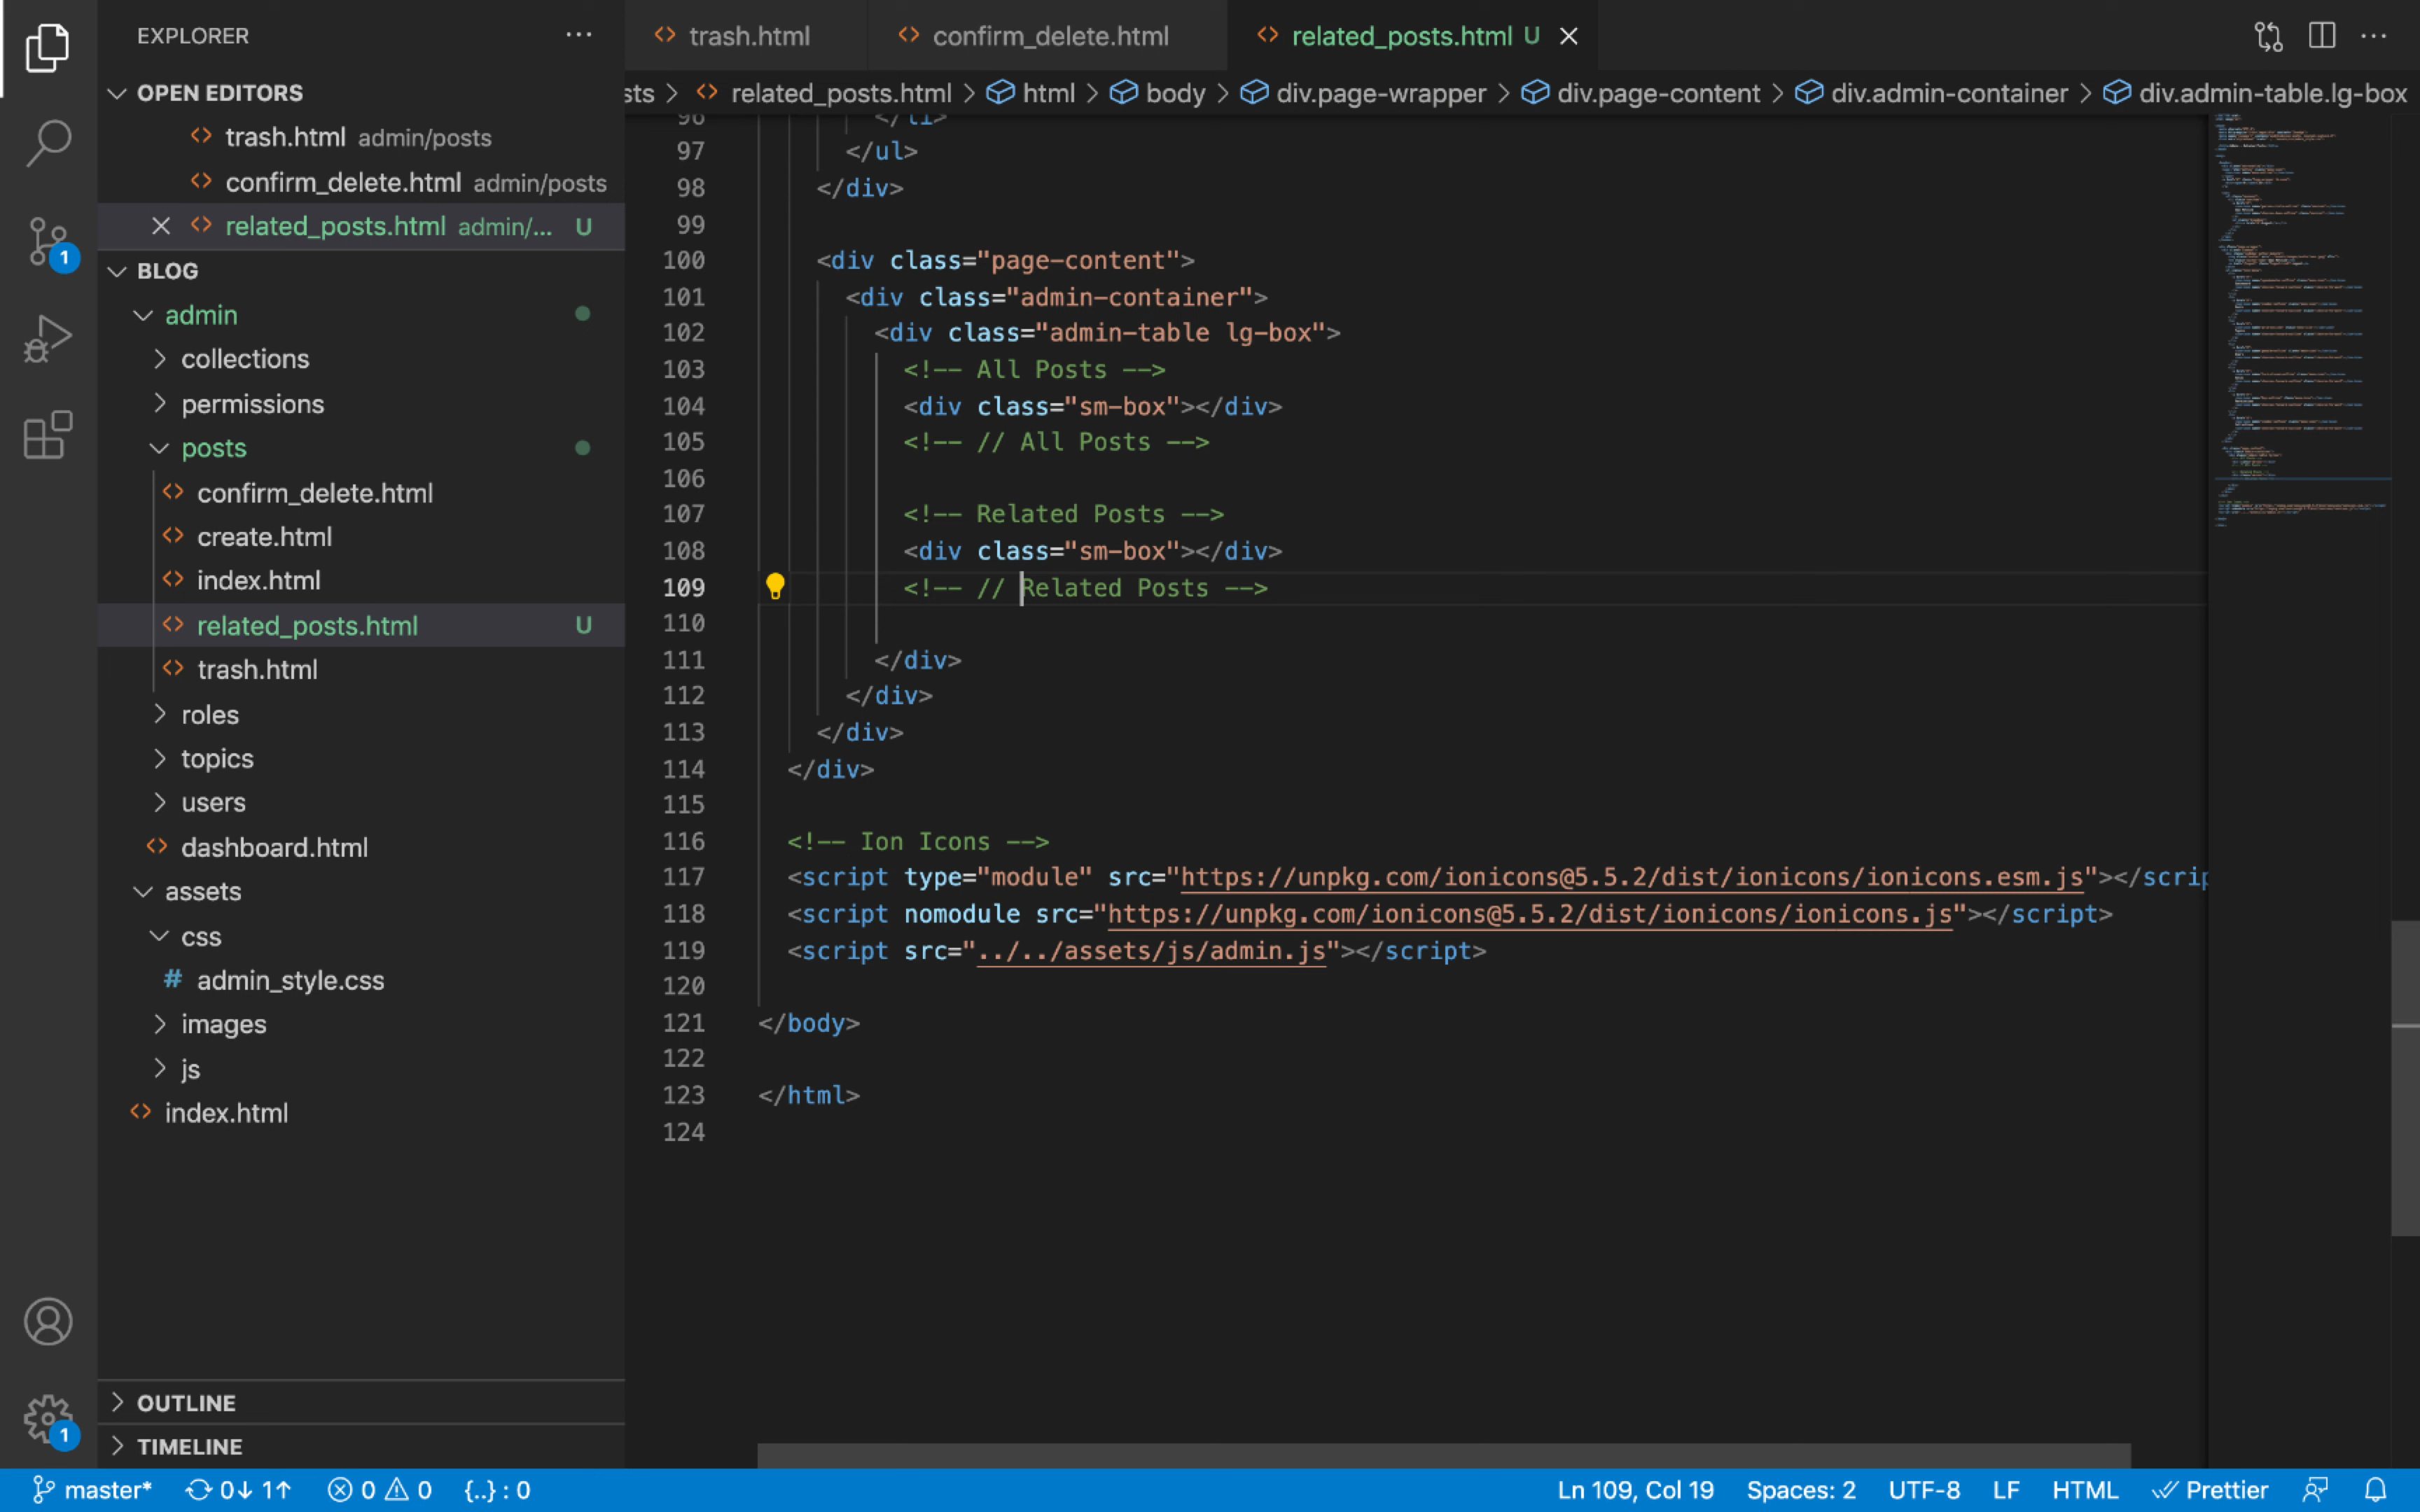 EXPLORER
OPEN EDITORS
trash.html admin/posts
confirm_delete.html admin/posts
related_posts.html admin/... U
BLOG
admin
collections
permissions
posts
confirm_delete.html
create.html
index.html
related_posts.html U
trash.html
roles
topics
users
dashboard.html
assets
css
# admin_style.css
images
js
index.html
OUTLINE
TIMELINE
1
1
trash.html confirm_delete.html related_posts.html U
sts > related_posts.html > html > body > div.page-wrapper > div.page-content > div.admin-container > div.admin-table.lg-box
96 </li>
97 </ul>
98 </div>
99
100 <div class="page-content">
101 <div class="admin-container">
102 <div class="admin-table lg-box">
103 <!-- All Posts -->
104 <div class="sm-box"></div>
105 <!-- // All Posts -->
106
107 <!-- Related Posts -->
108 <div class="sm-box"></div>
109 <!-- // Related Posts -->
110
111 </div>
112 </div>
113 </div>
114 </div>
115
116 <!-- Ion Icons -->
117 <script type="module" src="https://unpkg.com/ionicons@5.5.2/dist/ionicons/ionicons.esm.js"></scrip
118 <script nomodule src="https://unpkg.com/ionicons@5.5.2/dist/ionicons/ionicons.js"></script>
119 <script src="../../assets/js/admin.js"></script>
120
121 </body>
122
123 </html>
124
master* 0↓ 1↑ 0 0 {..} : 0 Ln 109, Col 19 Spaces: 2 UTF-8 LF HTML Prettier